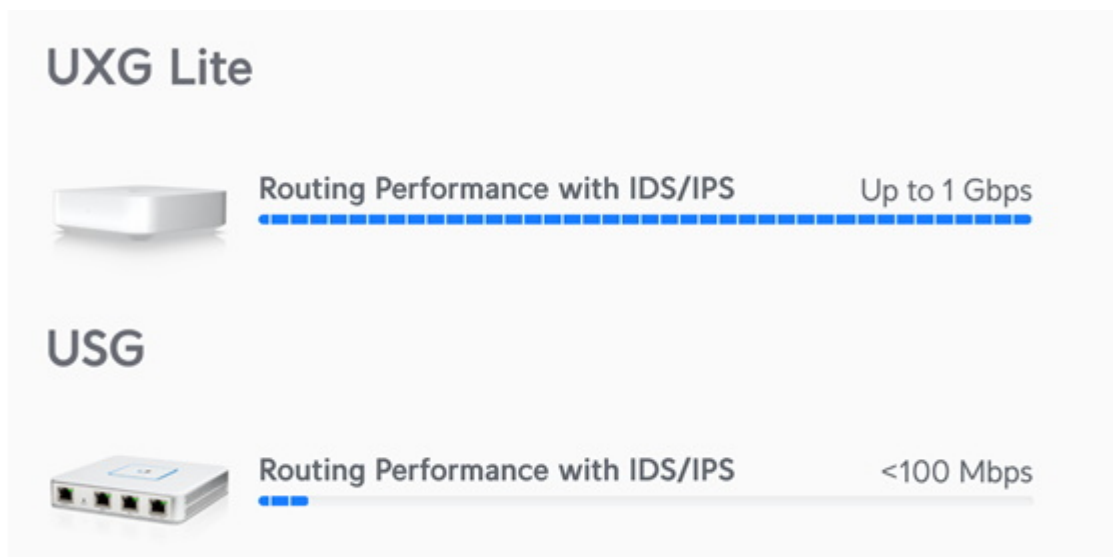 UXG Lite
Routing Performance with IDS/IPS Up to 1 Gbps
USG
Routing Performance with IDS/IPS <100 Mbps